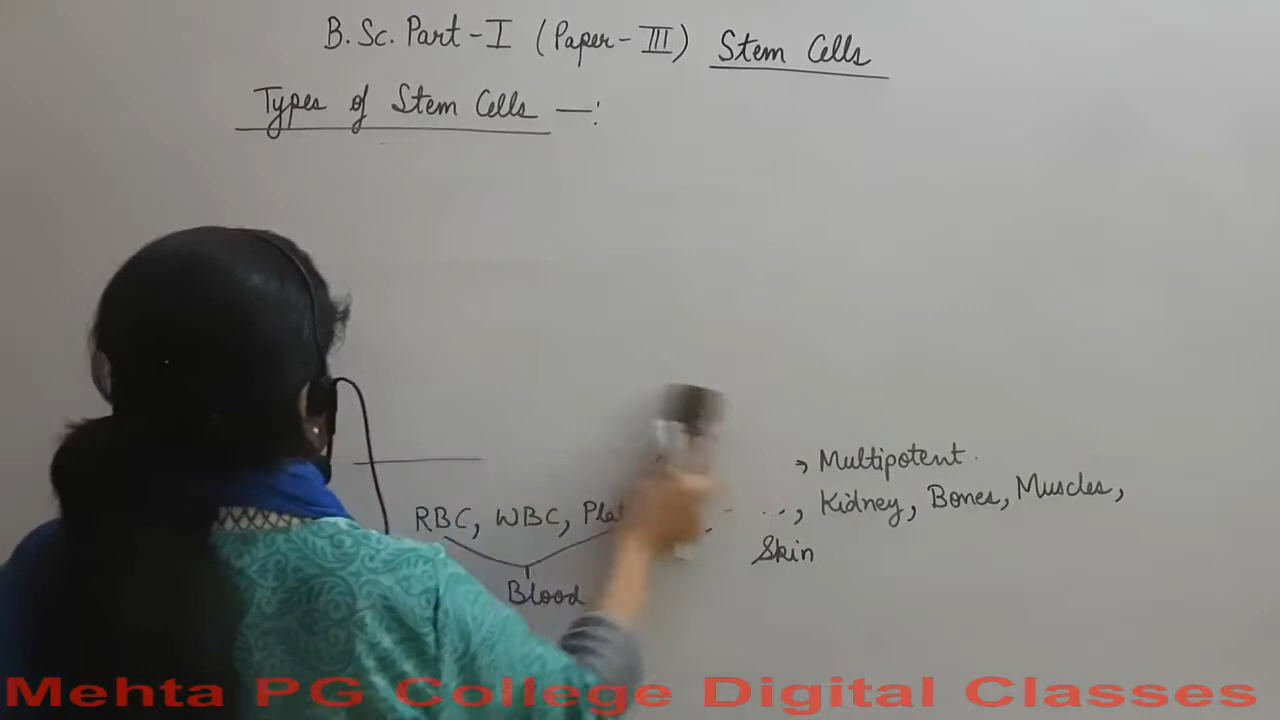 B.Sc. Part-I (Paper-III) Stem Cells
Types of Stem Cells —:
→ Multipotent
RBC, WBC, Plat , Kidney, Bones, Muscles,
Skin
Blood
Mehta PG College Digital Classes